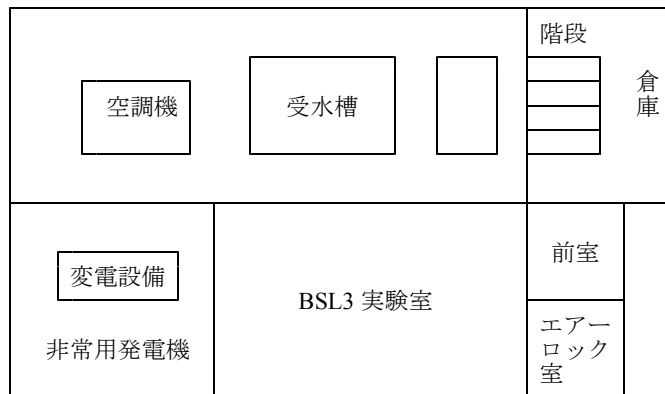 階段
倉
庫
空調機
受水槽
変電設備
非常用発電機
BSL3 実験室
前室
エアー
ロック
室